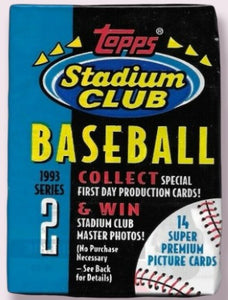 Topps®
Stadium
CLUB
BASEBALL
1993
SERIES
2
COLLECT SPECIAL
FIRST DAY PRODUCTION CARDS!
& WIN
STADIUM CLUB
MASTER PHOTOS!
(No Purchase
Necessary
– See Back
for Details)
14
SUPER
PREMIUM
PICTURE CARDS